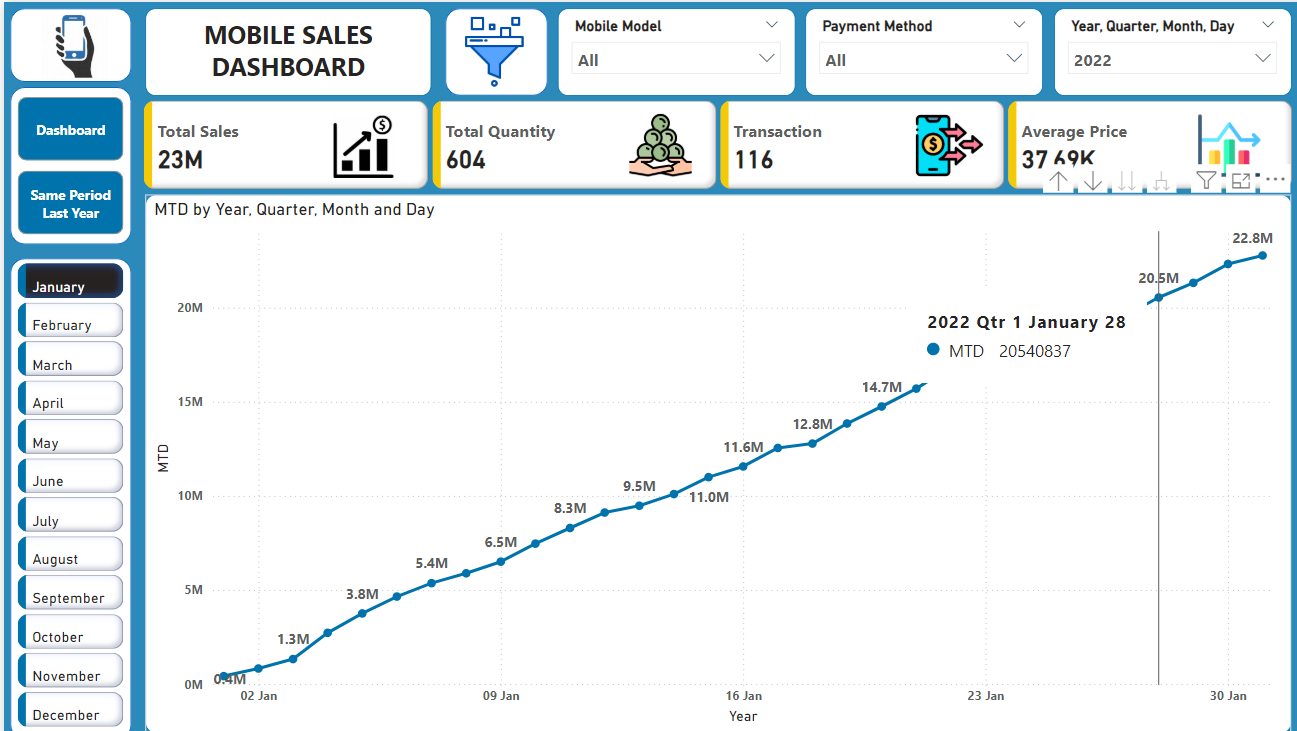 MOBILE SALES
DASHBOARD
Mobile Model
All
Payment Method
All
Year, Quarter, Month, Day
2022
Dashboard
Same Period
Last Year
Total Sales
23M
Total Quantity
604
Transaction
116
Average Price
37.69K
January
February
March
April
May
June
July
August
September
October
November
December
MTD by Year, Quarter, Month and Day
MTD
20M
15M
10M
5M
0M
0.4M
1.3M
3.8M
5.4M
6.5M
8.3M
9.5M
11.0M
11.6M
12.8M
14.7M
20.5M
22.8M
2022 Qtr 1 January 28
MTD 20540837
02 Jan
09 Jan
16 Jan
23 Jan
30 Jan
Year